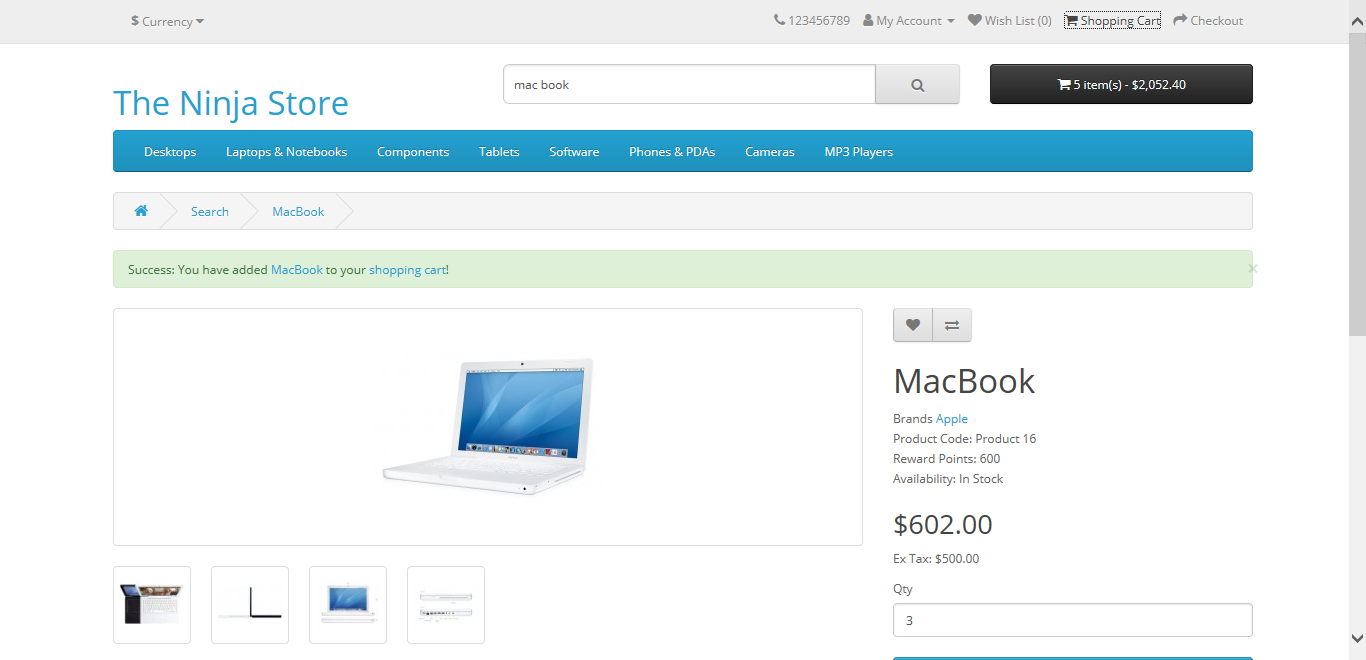 $ Currency
123456789 My Account Wish List (0) Shopping Cart Checkout
The Ninja Store
mac book
5 item(s) - $2,052.40
Desktops Laptops & Notebooks Components Tablets Software Phones & PDAs Cameras MP3 Players
Search MacBook
Success: You have added MacBook to your shopping cart!
×
MacBook
Brands Apple
Product Code: Product 16
Reward Points: 600
Availability: In Stock
$602.00
Ex Tax: $500.00
Qty
3